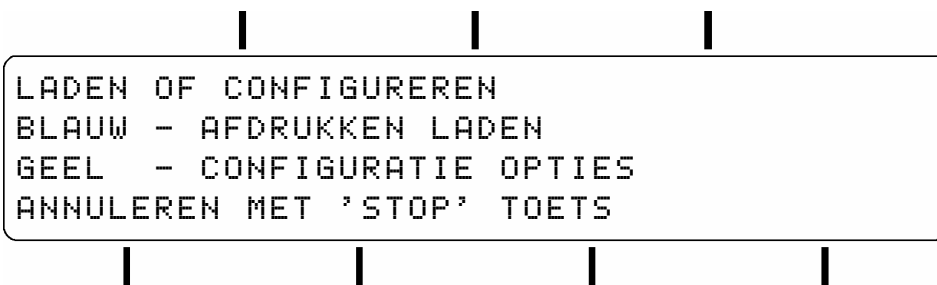 LADEN OF CONFIGUREREN
BLAUW - AFDRUKKEN LADEN
GEEL - CONFIGURATIE OPTIES
ANNULEREN MET 'STOP' TOETS